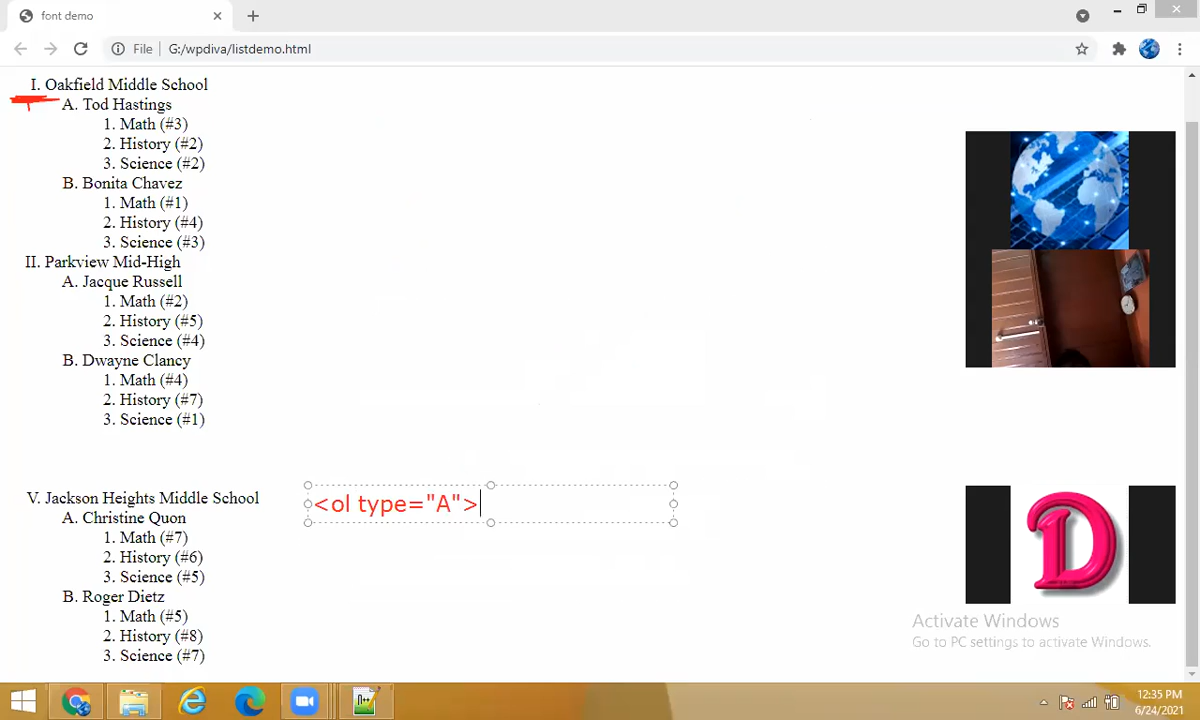 font demo
File G:/wpdiva/listdemo.html
I. Oakfield Middle School
A. Tod Hastings
1. Math (#3)
2. History (#2)
3. Science (#2)
B. Bonita Chavez
1. Math (#1)
2. History (#4)
3. Science (#3)
II. Parkview Mid-High
A. Jacque Russell
1. Math (#2)
2. History (#5)
3. Science (#4)
B. Dwayne Clancy
1. Math (#4)
2. History (#7)
3. Science (#1)
V. Jackson Heights Middle School
<ol type="A">
A. Christine Quon
1. Math (#7)
2. History (#6)
3. Science (#5)
B. Roger Dietz
1. Math (#5)
2. History (#8)
3. Science (#7)
D
Activate Windows
Go to PC settings to activate Windows.
12:35 PM
6/24/2021